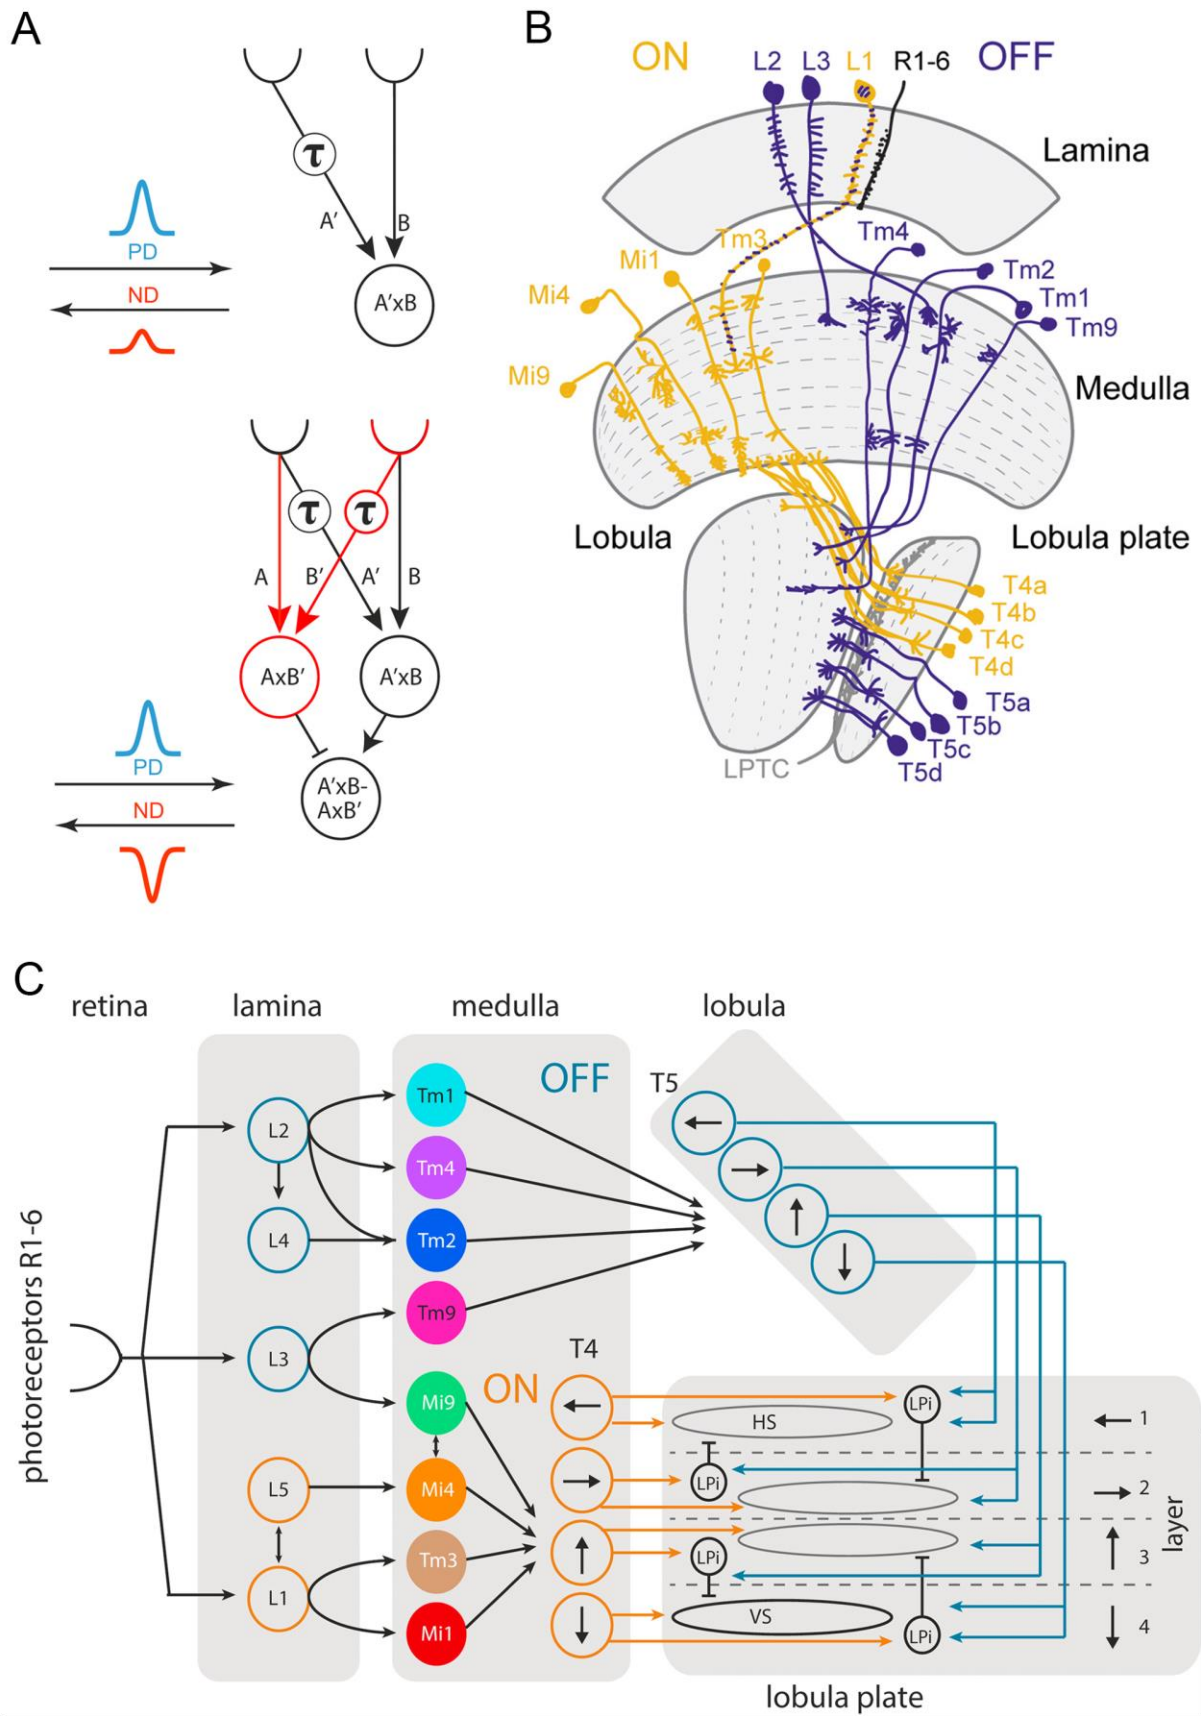 A
τ
A′
B
PD
ND
A′xB
τ
τ
A
B′
A′
B
AxB′
A′xB
PD
ND
A′xB-
AxB′
B
ON
L2
L3
L1
R1-6
OFF
Lamina
Tm3
Tm4
Mi1
Tm2
Mi4
Tm1
Tm9
Mi9
Medulla
Lobula
Lobula plate
T4a
T4b
T4c
T4d
T5a
T5b
T5c
T5d
LPTC
C
retina
lamina
medulla
lobula
photoreceptors R1-6
OFF
T5
Tm1
L2
Tm4
L4
Tm2
Tm9
L3
T4
Mi9
ON
LPi
HS
1
L5
Mi4
LPi
2
Tm3
LPi
3
L1
Mi1
VS
LPi
4
layer
lobula plate